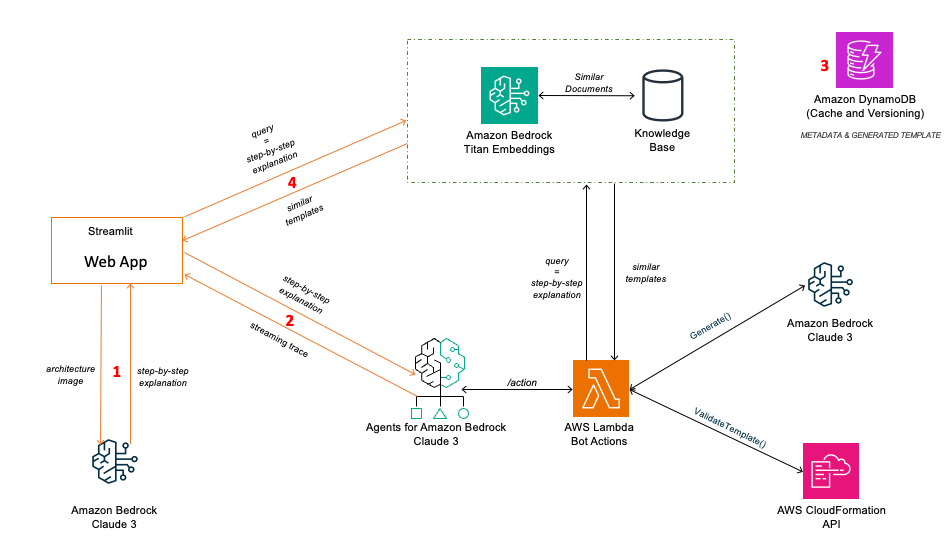 Similar
Documents
Amazon Bedrock
Titan Embeddings
Knowledge
Base
3
Amazon DynamoDB
(Cache and Versioning)
METADATA & GENERATED TEMPLATE
query
=
step-by-step
explanation
4
similar
templates
Streamlit
Web App
step-by-step
explanation
2
streaming trace
architecture
image
1
step-by-step
explanation
Amazon Bedrock
Claude 3
Agents for Amazon Bedrock
Claude 3
/action
AWS Lambda
Bot Actions
query
=
step-by-step
explanation
similar
templates
Generate()
Amazon Bedrock
Claude 3
ValidateTemplate()
AWS CloudFormation
API